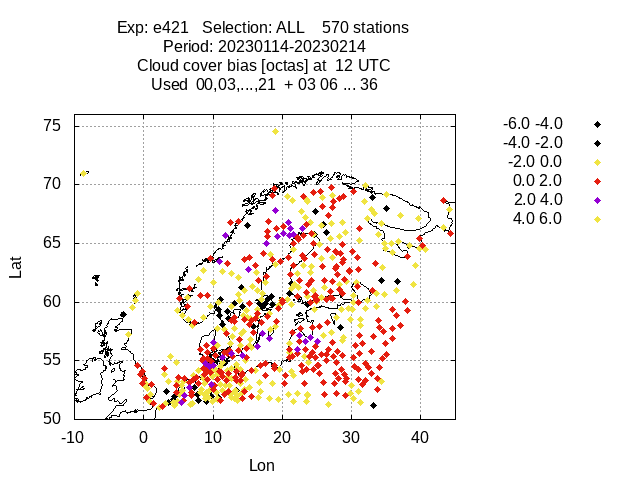 Exp: e421 Selection: ALL 570 stations
Period: 20230114-20230214
Cloud cover bias [octas] at 12 UTC
Used 00,03,...,21 + 03 06 ... 36
75
70
65
60
55
50
-10 0 10 20 30 40
Lat
Lon
-6.0 -4.0
-4.0 -2.0
-2.0 0.0
0.0 2.0
2.0 4.0
4.0 6.0